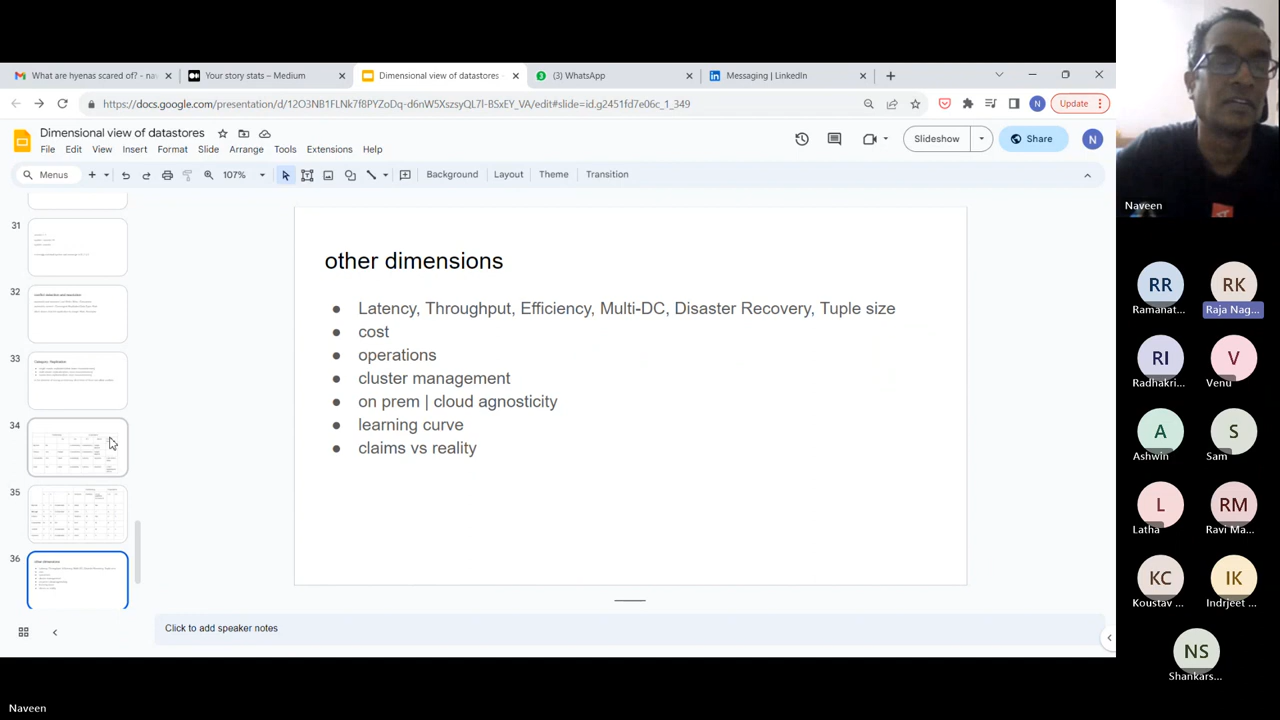 What are hyenas scared of? - nav
Your story stats – Medium
Dimensional view of datastores
(3) WhatsApp
Messaging | LinkedIn
https://docs.google.com/presentation/d/12O3NB1FLNk7f8PYZoDq-d6nW5XszsyQL7l-BSxEY_VA/edit#slide=id.g2451fd7e06c_1_349
N
Update
Dimensional view of datastores
File Edit View Insert Format Slide Arrange Tools Extensions Help
Slideshow
Share
N
Menus
107%
Background
Layout
Theme
Transition
31
32
33
34
35
36
other dimensions
● Latency, Throughput, Efficiency, Multi-DC, Disaster Recovery, Tuple size
● cost
● operations
● cluster management
● on prem | cloud agnosticity
● learning curve
● claims vs reality
Click to add speaker notes
Naveen
Naveen
RR RK
Ramanat... Raja Nag...
RI V
Radhakri... Venu
A S
Ashwin Sam
L RM
Latha Ravi Ma...
KC IK
Koustav ... Indrjeet ...
NS
Shankars...